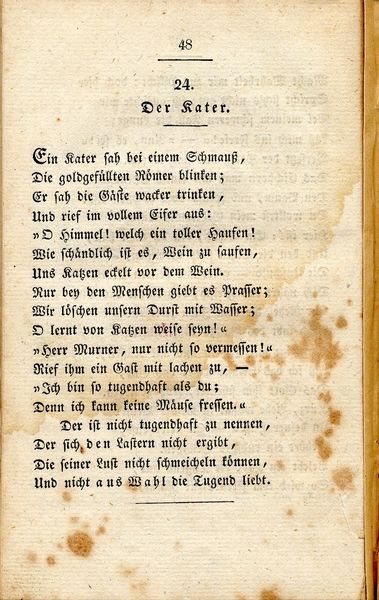 48
24.
Der Kater.
Ein Kater sah bei einem Schmauß,
Die goldgefüllten Römer blinken;
Er sah die Gäste wacker trinken,
Und rief im vollem Eifer aus:
»O Himmel! welch ein toller Haufen!
Wie schändlich ist es, Wein zu saufen,
Uns Katzen eckelt vor dem Wein.
Nur bey den Menschen giebt es Prasser;
Wir löschen unsern Durst mit Wasser;
O lernt von Katzen weise seyn!«
»Herr Murner, nur nicht so vermessen!«
Rief ihm ein Gast mit lachen zu, —
»Ich bin so tugendhaft als du;
Denn ich kann keine Mäuse fressen.«
Der ist nicht tugendhaft zu nennen,
Der sich den Lastern nicht ergibt,
Die seiner Lust nicht schmeicheln können,
Und nicht aus Wahl die Tugend liebt.